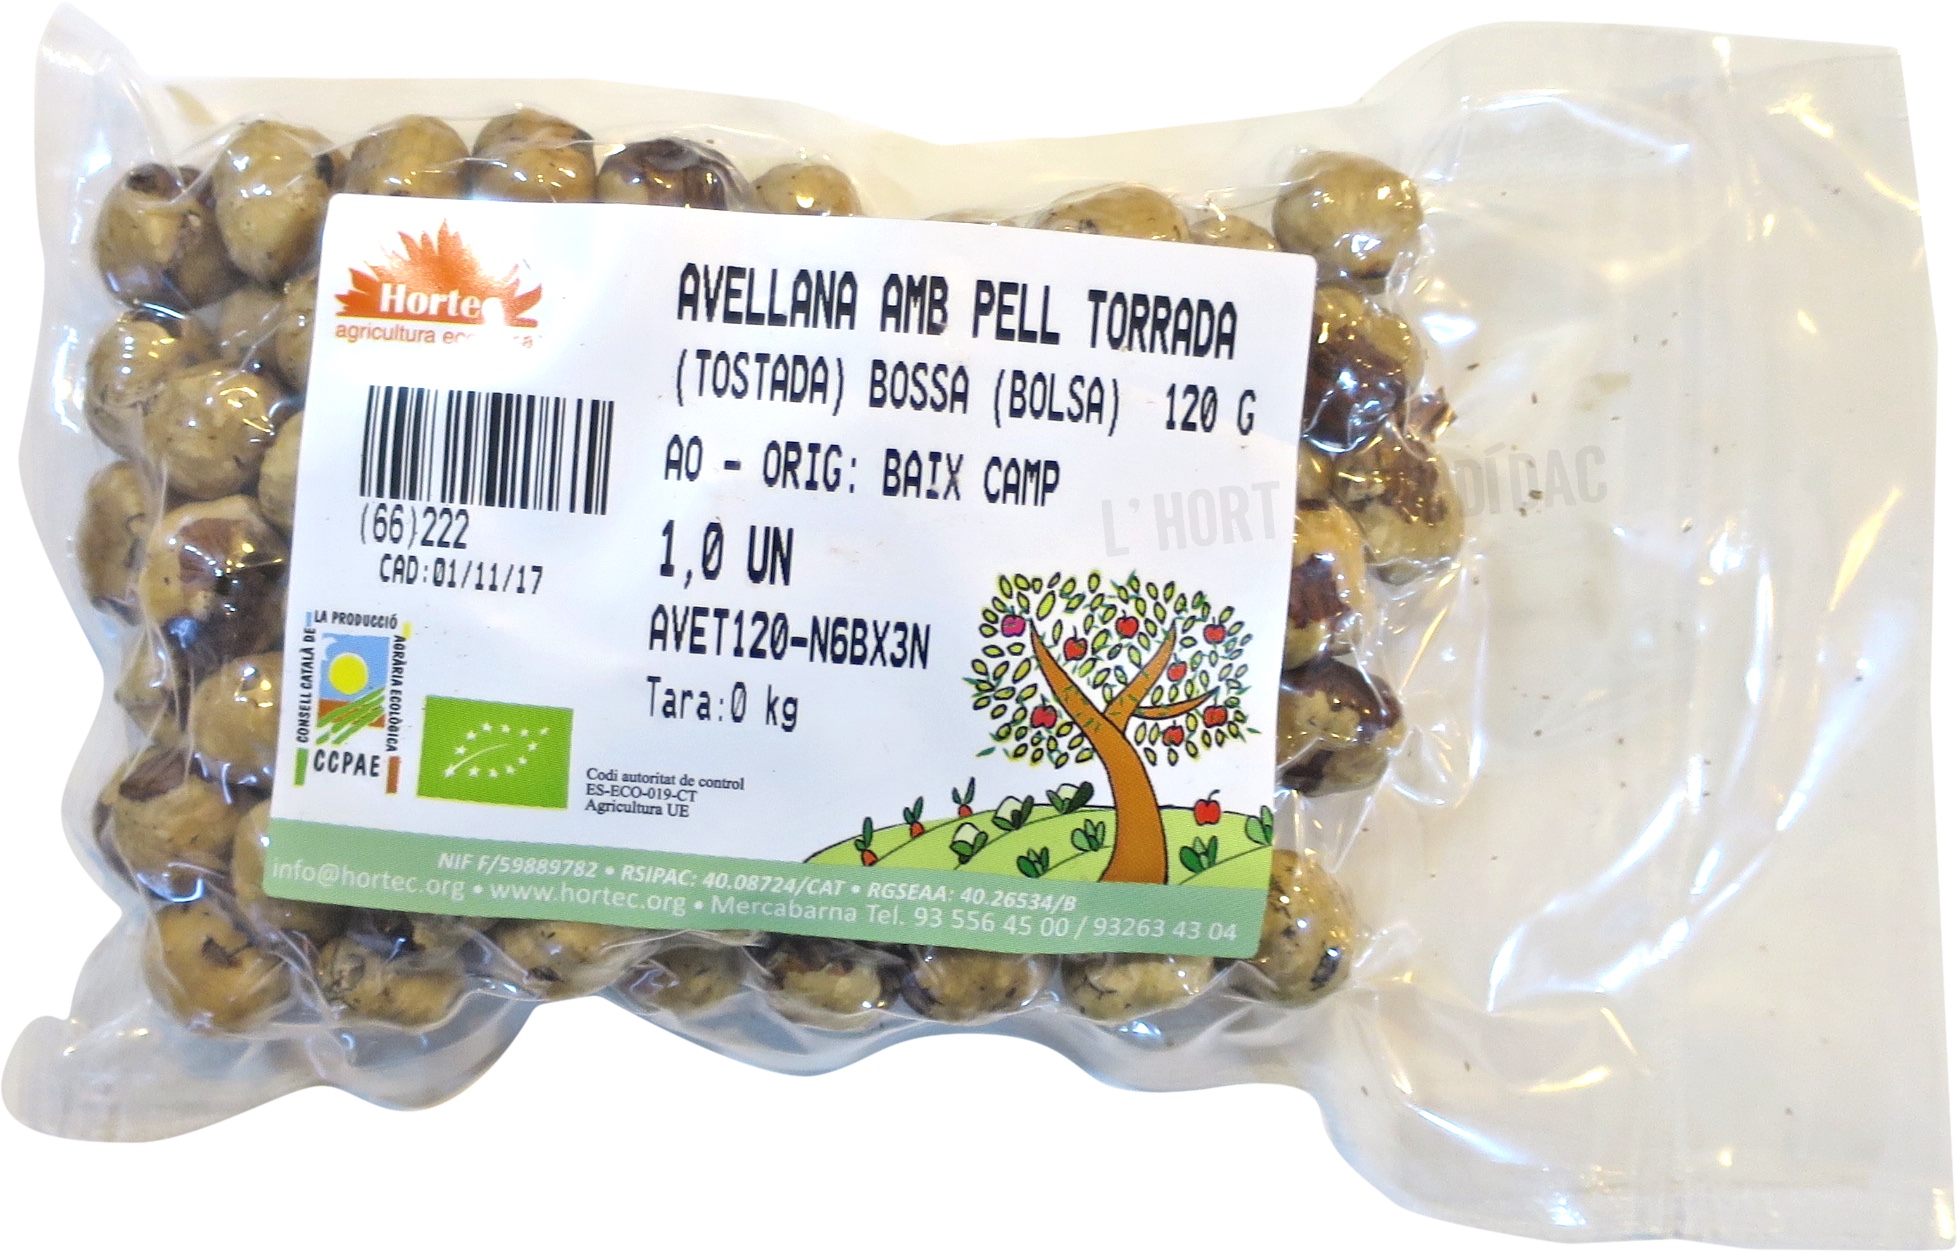 Hortec
agricultura
AVELLANA AMB PELL TORRADA
(TOSTADA) BOSSA (BOLSA) 120 G
AO - ORIG: BAIX CAMP
1,0 UN
AVET120-N6BX3N
Tara:0 kg
(66)222
CAD:01/11/17
CONSELL CATALÀ DE
LA PRODUCCIÓ
AGRÀRIA ECOLÒGICA
CCPAE
Codi autoritat de control
ES-ECO-019-CT
Agricultura UE
NIF F/59889782 • RSIPAC: 40.08724/CAT • RGSEAA: 40.26534/B
info@hortec.org • www.hortec.org • Mercabarna Tel. 93 556 45 00 / 93263 43 04
L'HORT DÍDAC